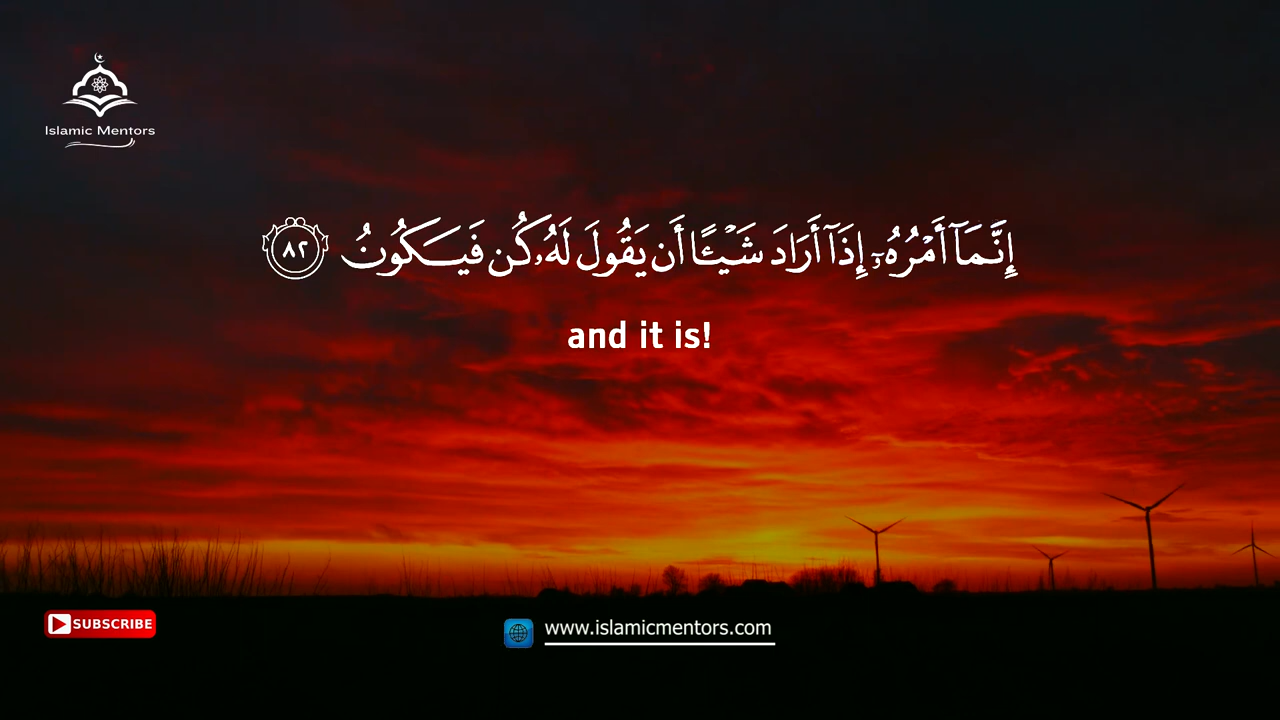 Islamic Mentors
إِنَّمَآ أَمْرُهُۥٓ إِذَآ أَرَادَ شَيْـًٔا أَن يَقُولَ لَهُۥ كُن فَيَكُونُ ٨٢
and it is!
SUBSCRIBE
www.islamicmentors.com